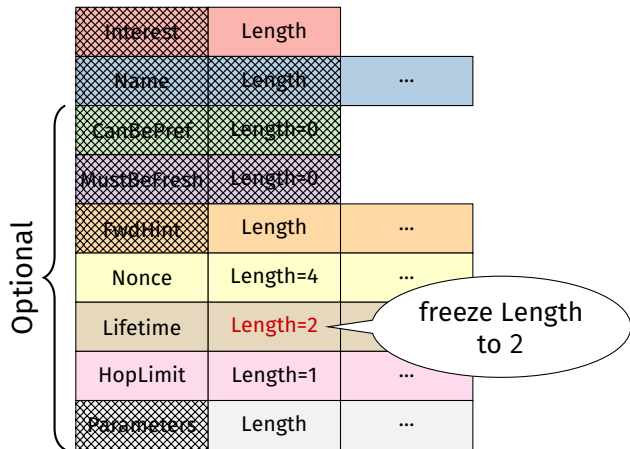 Interest Length
Name Length ...
CanBePref Length=0
MustBeFresh Length=0
FwdHint Length ...
Nonce Length=4 ...
Lifetime Length=2
HopLimit Length=1 ...
Parameters Length ...
Optional
freeze Length
to 2